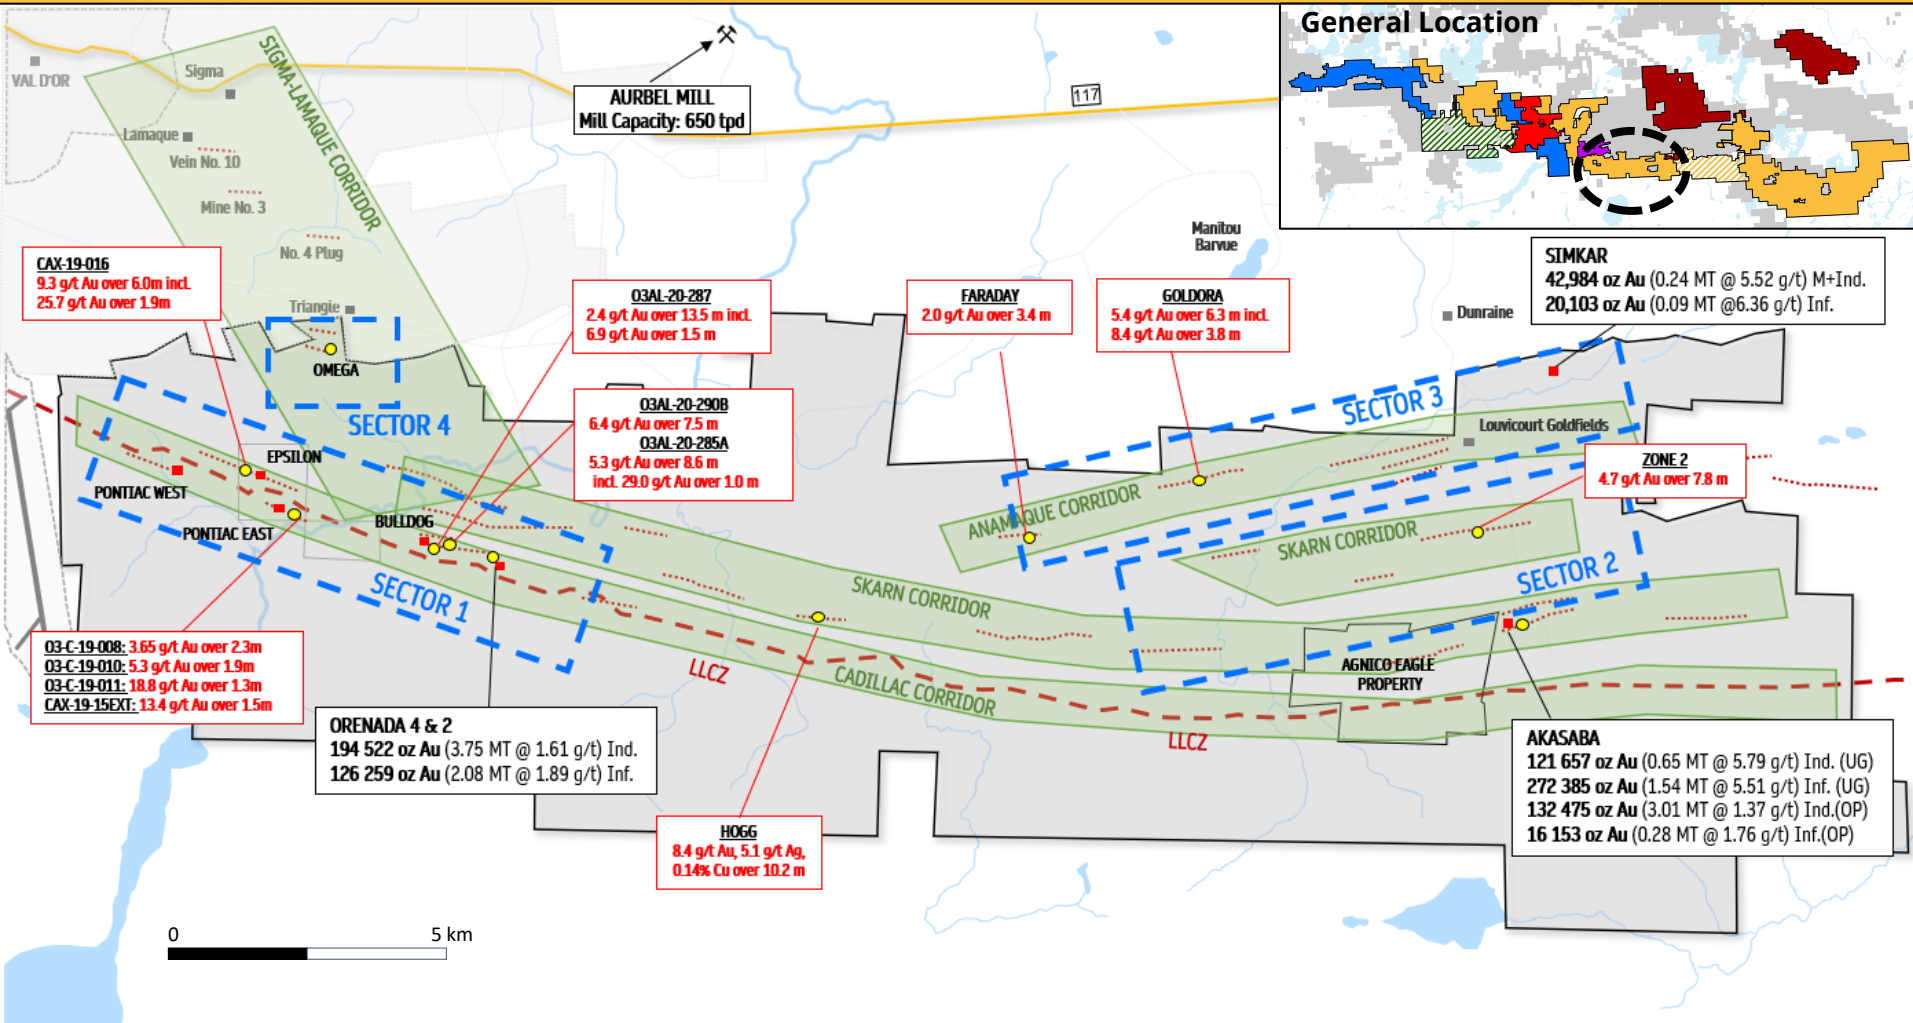 General Location
VAL D'OR
Sigma
SIGMA-LAMAQUE CORRIDOR
AURBEL MILL
Mill Capacity: 650 tpd
117
Lamaque
Vein No. 10
Mine No. 3
No. 4 Plug
Triangle
Manitou
Barvue
Dunraine
SIMKAR
42,984 oz Au (0.24 MT @ 5.52 g/t) M+Ind.
20,103 oz Au (0.09 MT @6.36 g/t) Inf.
CAX-19-016
9.3 g/t Au over 6.0m incl.
25.7 g/t Au over 1.9m
O3AL-20-287
2.4 g/t Au over 13.5 m incl.
6.9 g/t Au over 1.5 m
FARADAY
2.0 g/t Au over 3.4 m
GOLDORA
5.4 g/t Au over 6.3 m incl.
8.4 g/t Au over 3.8 m
OMEGA
SECTOR 4
O3AL-20-290B
6.4 g/t Au over 7.5 m
O3AL-20-285A
5.3 g/t Au over 8.6 m
incl. 29.0 g/t Au over 1.0 m
SECTOR 3
Louvicourt Goldfields
ZONE 2
4.7 g/t Au over 7.8 m
EPSILON
PONTIAC WEST
PONTIAC EAST
BULLDOG
ANAMAQUE CORRIDOR
SKARN CORRIDOR
SECTOR 2
SECTOR 1
SKARN CORRIDOR
LLCZ
CADILLAC CORRIDOR
AGNICO EAGLE
PROPERTY
LLCZ
O3-C-19-008: 3.65 g/t Au over 2.3m
O3-C-19-010: 5.3 g/t Au over 1.9m
O3-C-19-011: 18.8 g/t Au over 1.3m
CAX-19-15EXT: 13.4 g/t Au over 1.5m
ORENADA 4 & 2
194 522 oz Au (3.75 MT @ 1.61 g/t) Ind.
126 259 oz Au (2.08 MT @ 1.89 g/t) Inf.
AKASABA
121 657 oz Au (0.65 MT @ 5.79 g/t) Ind. (UG)
272 385 oz Au (1.54 MT @ 5.51 g/t) Inf. (UG)
132 475 oz Au (3.01 MT @ 1.37 g/t) Ind.(OP)
16 153 oz Au (0.28 MT @ 1.76 g/t) Inf.(OP)
HOGG
8.4 g/t Au, 5.1 g/t Ag,
0.14% Cu over 10.2 m
0 5 km